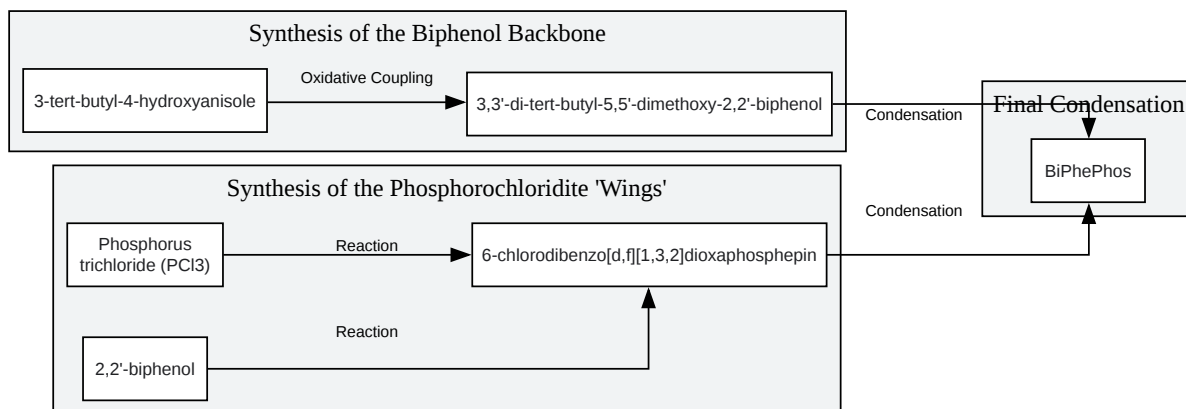 Synthesis of the Biphenol Backbone
3-tert-butyl-4-hydroxyanisole
Oxidative Coupling
3,3'-di-tert-butyl-5,5'-dimethoxy-2,2'-biphenol
Condensation
Final Condensation
BiPhePhos
Synthesis of the Phosphorochloridite 'Wings'
Phosphorus
trichloride (PCl3)
Reaction
6-chlorodibenzo[d,f][1,3,2]dioxaphosphepin
Condensation
Reaction
2,2'-biphenol